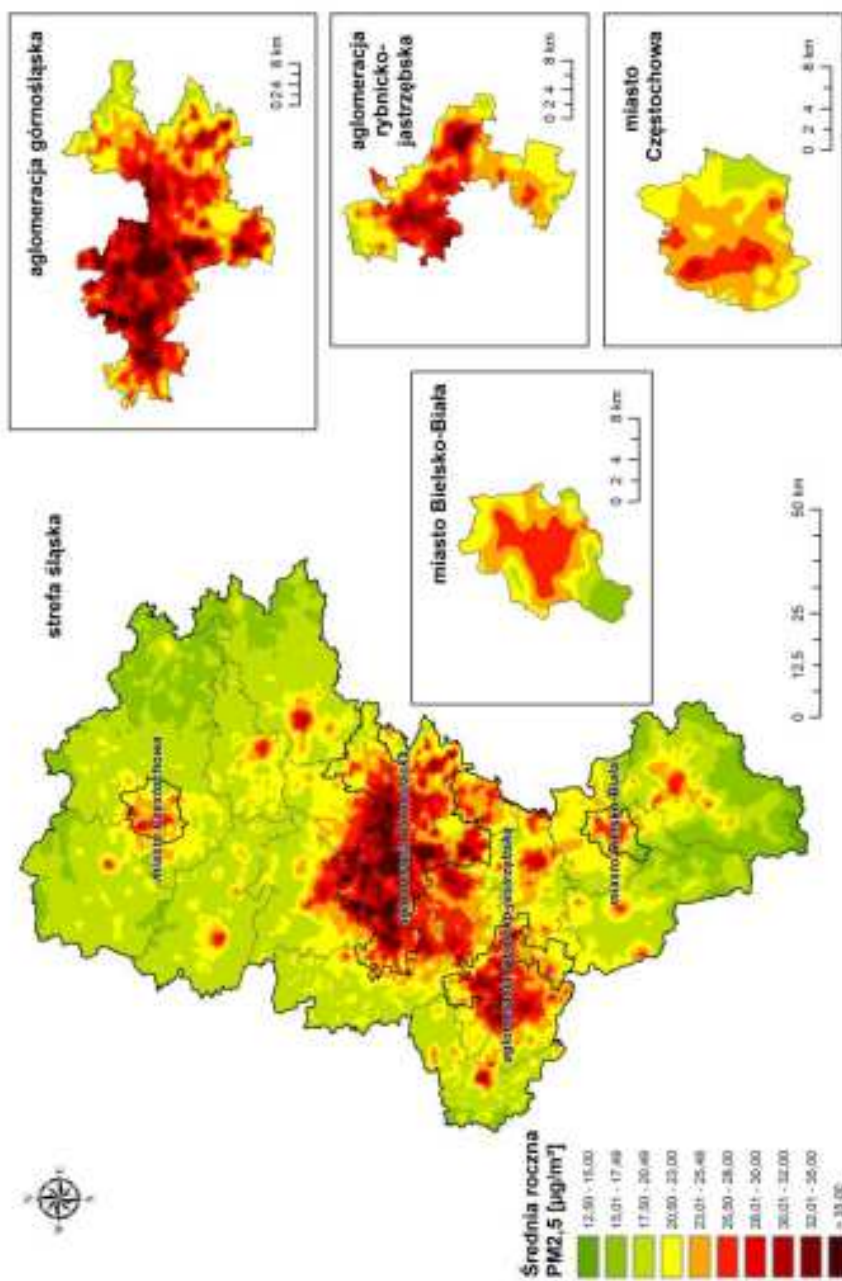 strefa śląska
aglomeracja górnośląska
0 2 4 8 km
aglomeracja
rybnicko-
jastrzębska
0 2 4 8 km
miasto
Częstochowa
0 2 4 8 km
miasto Bielsko-Biała
0 2 4 8 km
miasto Częstochowa
aglomeracja górnośląska
aglomeracja rybnicko-jastrzębska
miasto Bielsko-Biała
0 12,5 25 50 km
Średnia roczna
PM2,5 [µg/m³]
12,50 - 15,00
15,01 - 17,49
17,50 - 20,49
20,50 - 23,00
23,01 - 25,49
25,50 - 28,00
28,01 - 30,00
30,01 - 32,00
32,01 - 35,00
> 35,00